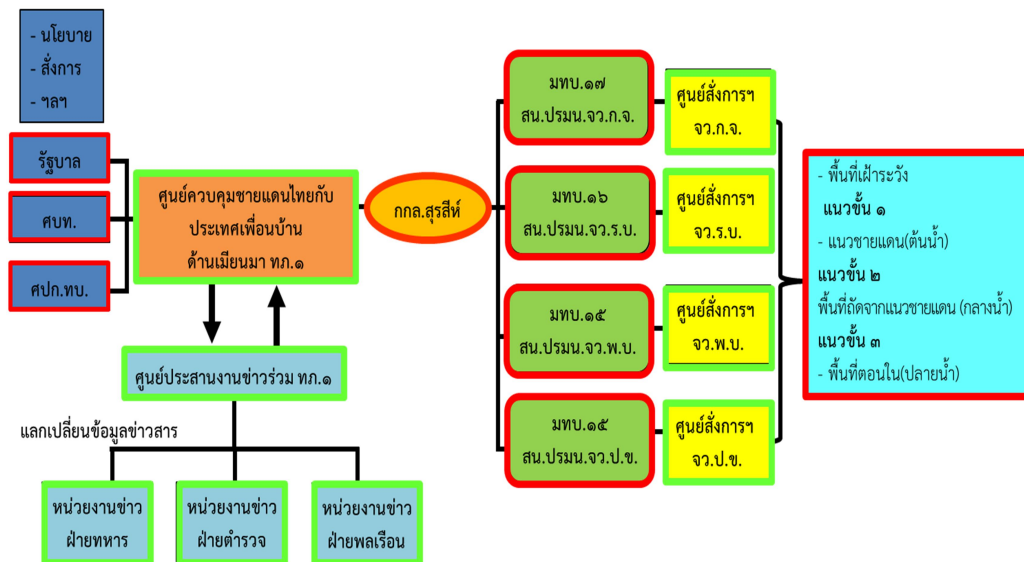 - นโยบาย
- สั่งการ
- ฯลฯ
รัฐบาล
ศบท.
ศปก.ทบ.
ศูนย์ควบคุมชายแดนไทยกับ
ประเทศเพื่อนบ้าน
ด้านเมียนมา ทภ.๑
ศูนย์ประสานงานข่าวร่วม ทภ.๑
แลกเปลี่ยนข้อมูลข่าวสาร
หน่วยงานข่าว
ฝ่ายทหาร
หน่วยงานข่าว
ฝ่ายตำรวจ
หน่วยงานข่าว
ฝ่ายพลเรือน
กกล.สุรสีห์
มทบ.๑๗
สน.ปรมน.จว.ก.จ.
ศูนย์สั่งการฯ
จว.ก.จ.
มทบ.๑๖
สน.ปรมน.จว.ร.บ.
ศูนย์สั่งการฯ
จว.ร.บ.
มทบ.๑๕
สน.ปรมน.จว.พ.บ.
ศูนย์สั่งการฯ
จว.พ.บ.
มทบ.๑๕
สน.ปรมน.จว.ป.ข.
ศูนย์สั่งการฯ
จว.ป.ข.
- พื้นที่เฝ้าระวัง
แนวขั้น ๑
- แนวชายแดน(ต้นน้ำ)
แนวขั้น ๒
พื้นที่ถัดจากแนวชายแดน (กลางน้ำ)
แนวขั้น ๓
- พื้นที่ตอนใน(ปลายน้ำ)